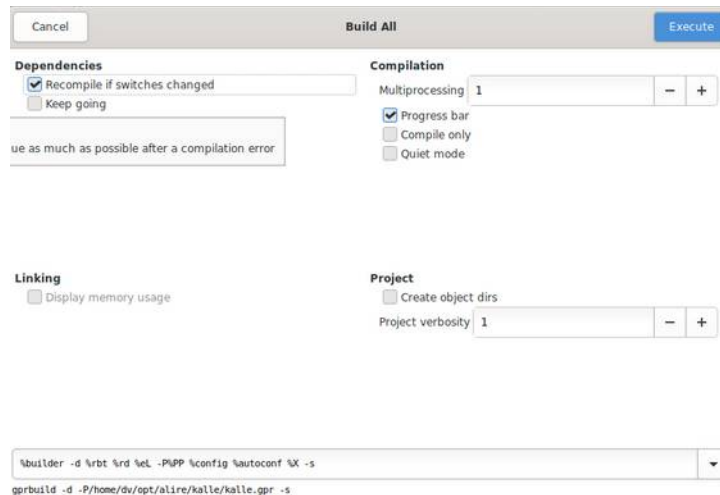 Cancel
Build All
Execute
Dependencies
Recompile if switches changed
Keep going
ue as much as possible after a compilation error
Compilation
Multiprocessing 1 − +
Progress bar
Compile only
Quiet mode
Linking
Display memory usage
Project
Create object dirs
Project verbosity 1 − +
%builder -d %rbt %rd %eL -P%PP %config %autoconf %X -s
gprbuild -d -P/home/dv/opt/alire/kalle/kalle.gpr -s